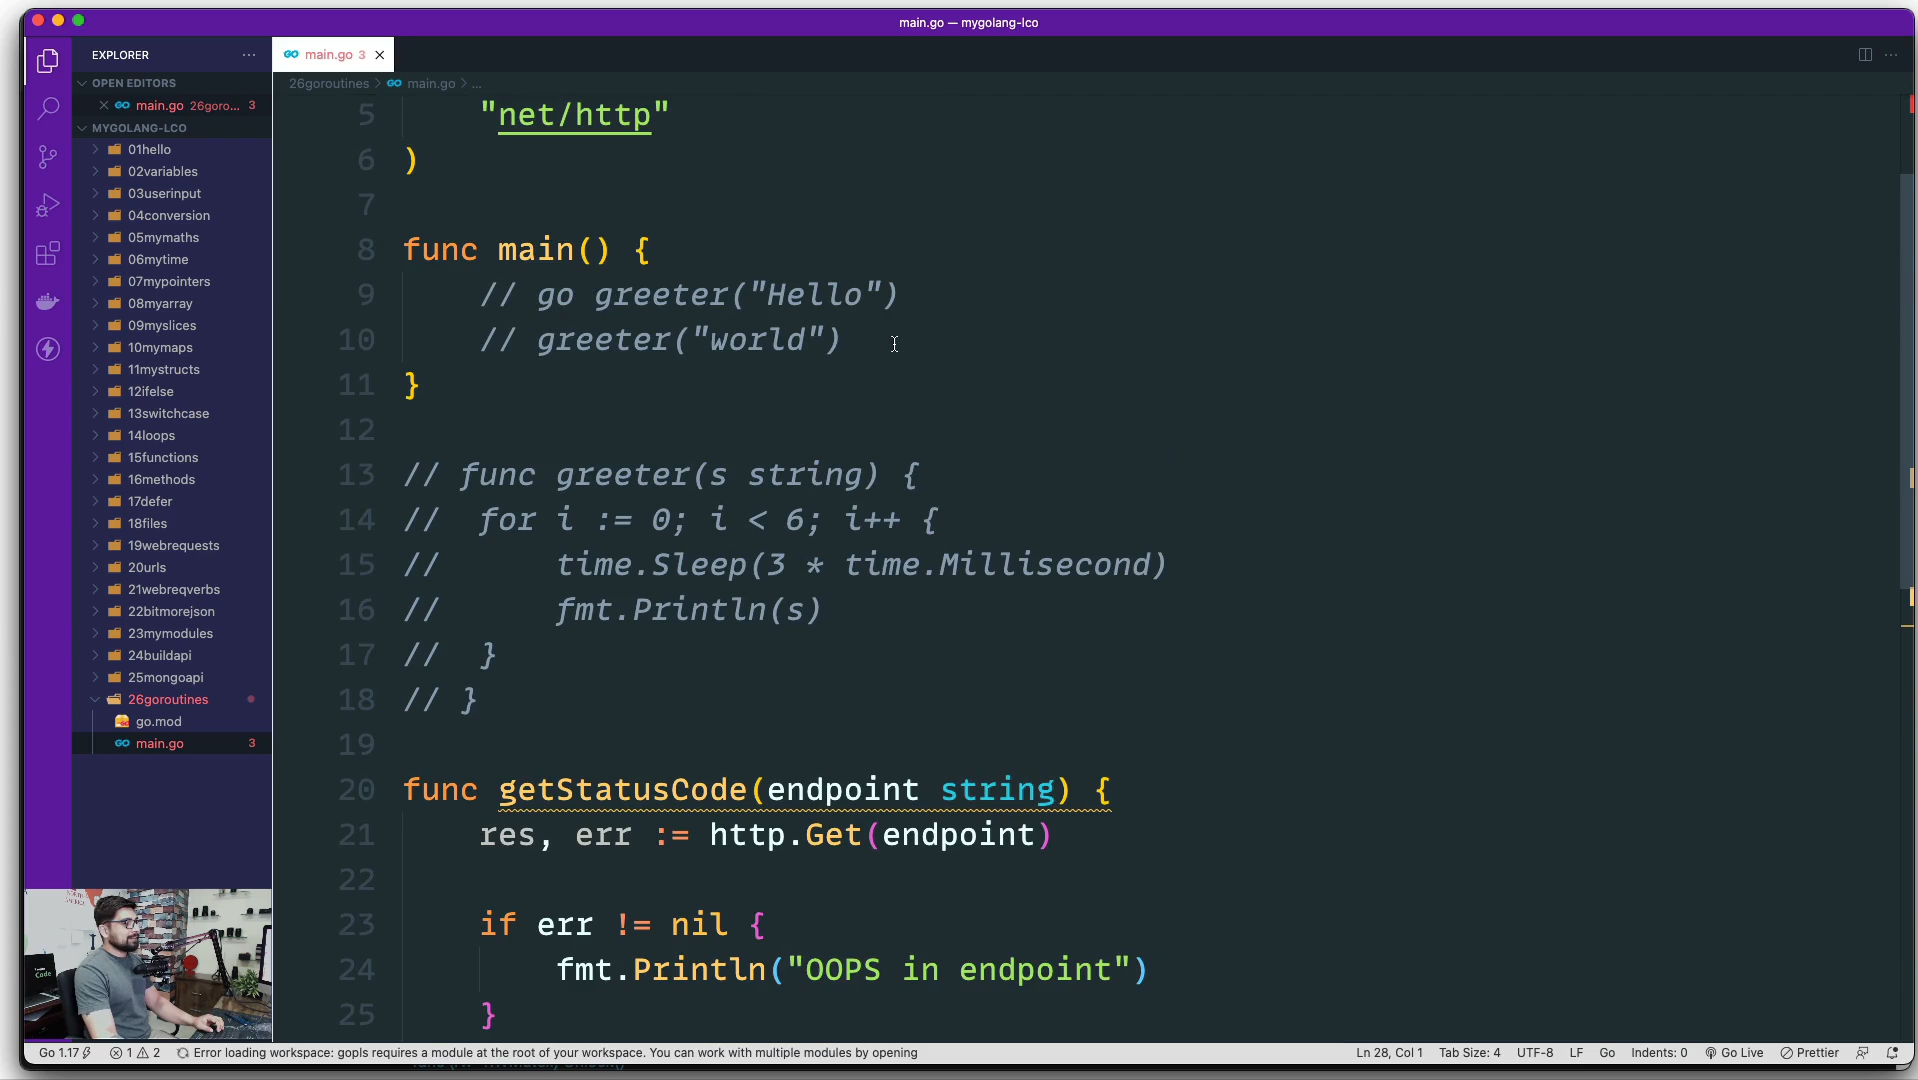 main.go — mygolang-lco
EXPLORER
OPEN EDITORS
main.go 26goro... 3
MYGOLANG-LCO
01hello
02variables
03userinput
04conversion
05mymaths
06mytime
07mypointers
08myarray
09myslices
10mymaps
11mystructs
12ifelse
13switchcase
14loops
15functions
16methods
17defer
18files
19webrequests
20urls
21webreqverbs
22bitmorejson
23mymodules
24buildapi
25mongoapi
26goroutines
go.mod
main.go 3
main.go 3
26goroutines > main.go > ...
5 "net/http"
6 )
7
8 func main() {
9 // go greeter("Hello")
10 // greeter("world")
11 }
12
13 // func greeter(s string) {
14 // for i := 0; i < 6; i++ {
15 // time.Sleep(3 * time.Millisecond)
16 // fmt.Println(s)
17 // }
18 // }
19
20 func getStatusCode(endpoint string) {
21 res, err := http.Get(endpoint)
22
23 if err != nil {
24 fmt.Println("OOPS in endpoint")
25 }
Go 1.17 1 2 Error loading workspace: gopls requires a module at the root of your workspace. You can work with multiple modules by opening Ln 28, Col 1 Tab Size: 4 UTF-8 LF Go Indents: 0 Go Live Prettier